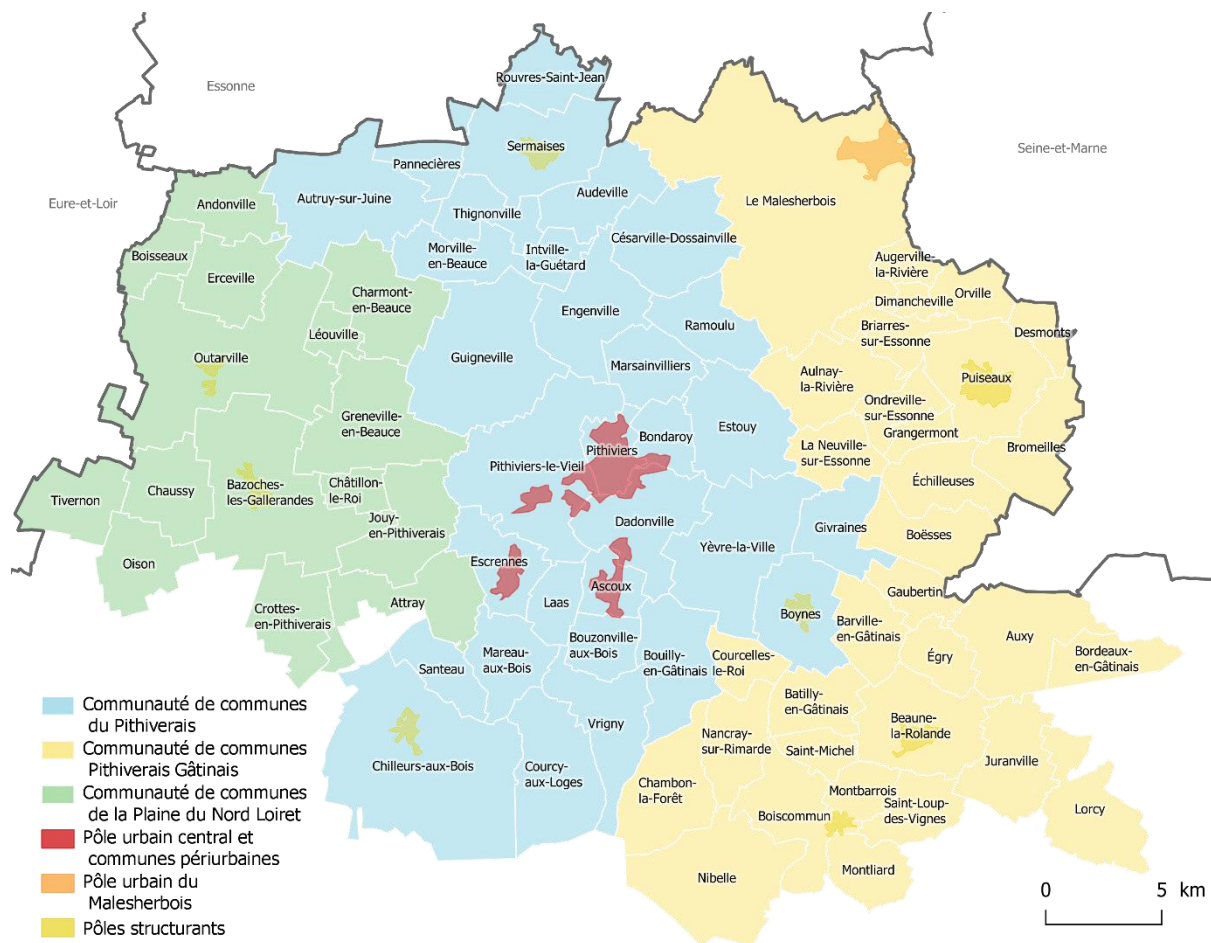 Rouvres-Saint-Jean
Essonne
Sermaises
Seine-et-Marne
Pannecières
Audeville
Eure-et-Loir
Andonville
Autruy-sur-Juine
Le Malesherbois
Thignonville
Césarville-Dossainville
Morville-
en-Beauce
Intville-
la-Guétard
Boisseaux
Augerville-
la-Rivière
Erceville
Charmont-
en-Beauce
Orville
Dimancheville
Engenville
Ramoulu
Briarres-
sur-Essonne
Desmonts
Léouville
Outarville
Guigneville
Marsainvilliers
Aulnay-
la-Rivière
Puiseaux
Greneville-
en-Beauce
Ondreville-
sur-Essonne
Estouy
Grangermont
Bondaroy
Pithiviers
La Neuville-
sur-Essonne
Bromeilles
Pithiviers-le-Vieil
Bazoches-
les-Gallerandes
Châtillon-
le-Roi
Échilleuses
Chaussy
Tivernon
Jouy-
en-Pithiverais
Dadonville
Givraines
Boësses
Yèvre-la-Ville
Oison
Escrennes
Ascoux
Gaubertin
Attray
Laas
Crottes-
en-Pithiverais
Boynes
Barville-
en-Gâtinais
Auxy
Bouzonville-
aux-Bois
Mareau-
aux-Bois
Bouilly-
en-Gâtinais
Courcelles-
le-Roi
Égry
Bordeaux-
en-Gâtinais
Santeau
Batilly-
en-Gâtinais
Vrigny
Nancray-
sur-Rimarde
Beaune-
la-Rolande
Saint-Michel
Juranville
Chilleurs-aux-Bois
Courcy-
aux-Loges
Chambon-
la-Forêt
Montbarrois
Saint-Loup-
des-Vignes
Lorcy
Boiscommun
Nibelle
Montliard
Communauté de communes
du Pithiverais
Communauté de communes
Pithiverais Gâtinais
Communauté de communes
de la Plaine du Nord Loiret
Pôle urbain central et
communes périurbaines
Pôle urbain du
Malesherbois
Pôles structurants
0 5 km